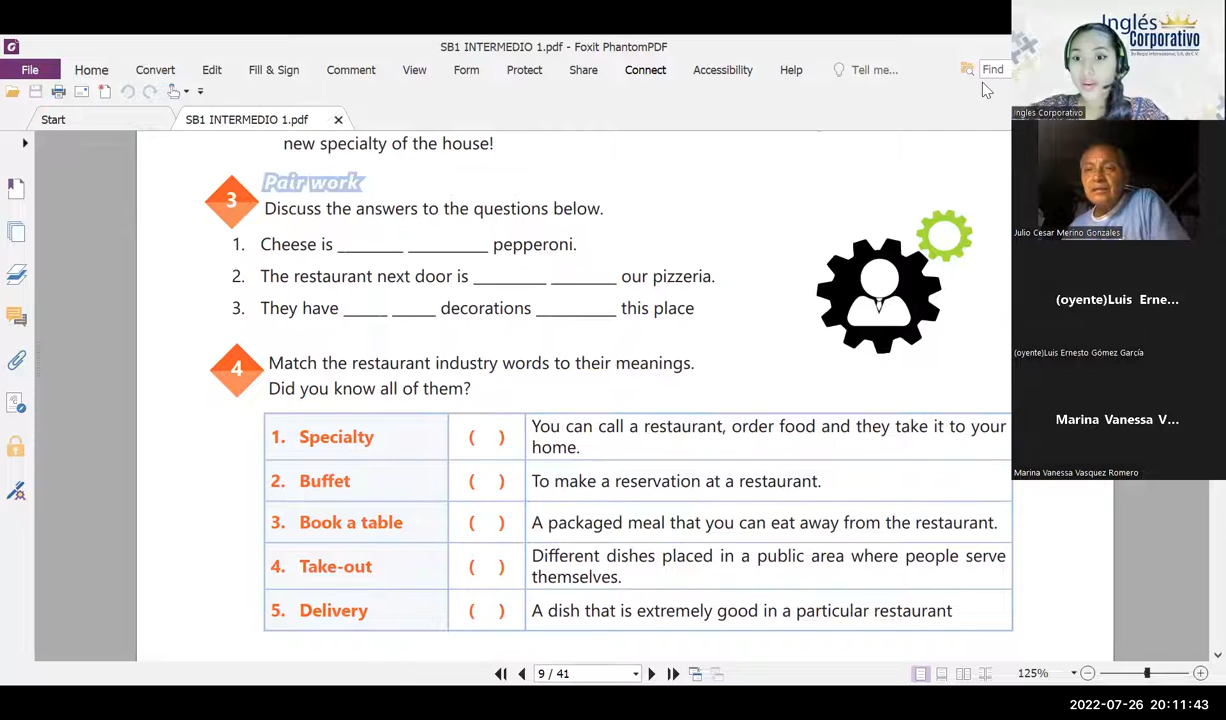 SB1 INTERMEDIO 1.pdf - Foxit PhantomPDF
File Home Convert Edit Fill & Sign Comment View Form Protect Share Connect Accessibility Help Tell me... Find
Start SB1 INTERMEDIO 1.pdf
new specialty of the house!
3 Pair work
Discuss the answers to the questions below.
1. Cheese is ________ __________ pepperoni.
2. The restaurant next door is _________ ________ our pizzeria.
3. They have _____ _____ decorations __________ this place
4 Match the restaurant industry words to their meanings.
Did you know all of them?
1. Specialty ( ) You can call a restaurant, order food and they take it to your
home.
2. Buffet ( ) To make a reservation at a restaurant.
3. Book a table ( ) A packaged meal that you can eat away from the restaurant.
4. Take-out ( ) Different dishes placed in a public area where people serve
themselves.
5. Delivery ( ) A dish that is extremely good in a particular restaurant
9 / 41
125%
Inglés
Corporativo
Ingles Corporativo
Julio Cesar Merino Gonzales
(oyente)Luis Erne...
(oyente)Luis Ernesto Gómez García
Marina Vanessa V...
Marina Vanessa Vasquez Romero
2022-07-26 20:11:43